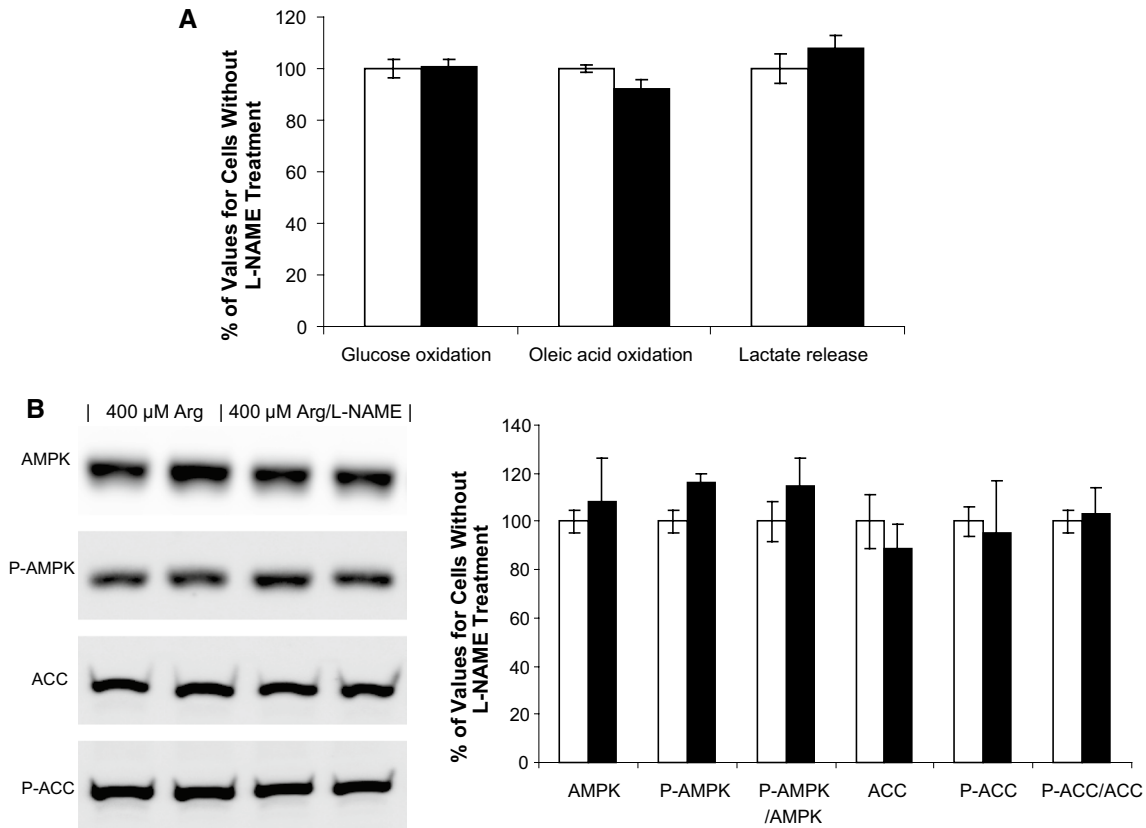 A
% of Values for Cells Without
L-NAME Treatment
120
100
80
60
40
20
0
Glucose oxidation
Oleic acid oxidation
Lactate release
B
| 400 µM Arg | 400 µM Arg/L-NAME |
AMPK
P-AMPK
ACC
P-ACC
% of Values for Cells Without
L-NAME Treatment
140
120
100
80
60
40
20
0
AMPK
P-AMPK
P-AMPK
/AMPK
ACC
P-ACC
P-ACC/ACC